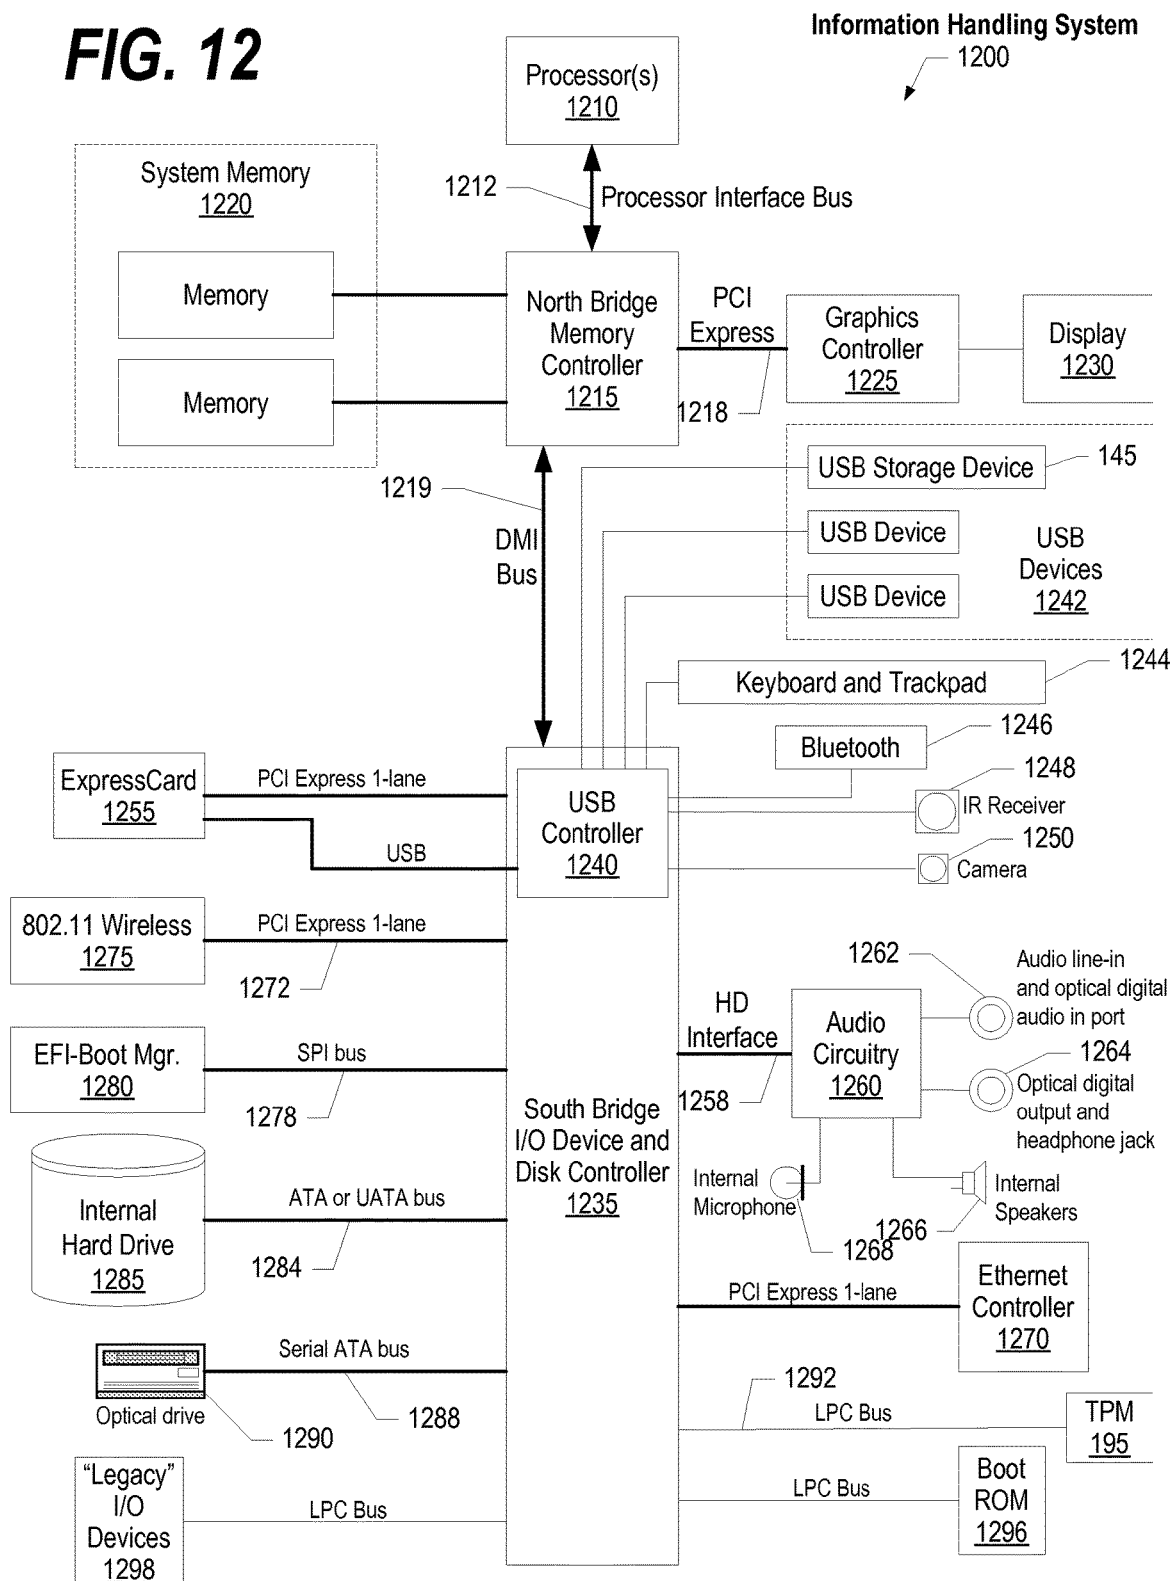 FIG. 12
Information Handling System
1200
Processor(s)
1210
1212
Processor Interface Bus
System Memory
1220
Memory
Memory
North Bridge
Memory
Controller
1215
PCI
Express
1218
Graphics
Controller
1225
Display
1230
1219
DMI
Bus
USB Storage Device
145
USB Device
USB Device
USB
Devices
1242
Keyboard and Trackpad
1244
Bluetooth
1246
1248
IR Receiver
1250
Camera
ExpressCard
1255
PCI Express 1-lane
USB
USB
Controller
1240
802.11 Wireless
1275
PCI Express 1-lane
1272
EFI-Boot Mgr.
1280
SPI bus
1278
HD
Interface
1258
Audio
Circuitry
1260
1262
Audio line-in
and optical digital
audio in port
1264
Optical digital
output and
headphone jack
South Bridge
I/O Device and
Disk Controller
1235
Internal
Microphone
1268
1266
Internal
Speakers
Internal
Hard Drive
1285
ATA or UATA bus
1284
PCI Express 1-lane
Ethernet
Controller
1270
Serial ATA bus
1288
Optical drive
1290
1292
LPC Bus
TPM
195
"Legacy"
I/O
Devices
1298
LPC Bus
LPC Bus
Boot
ROM
1296